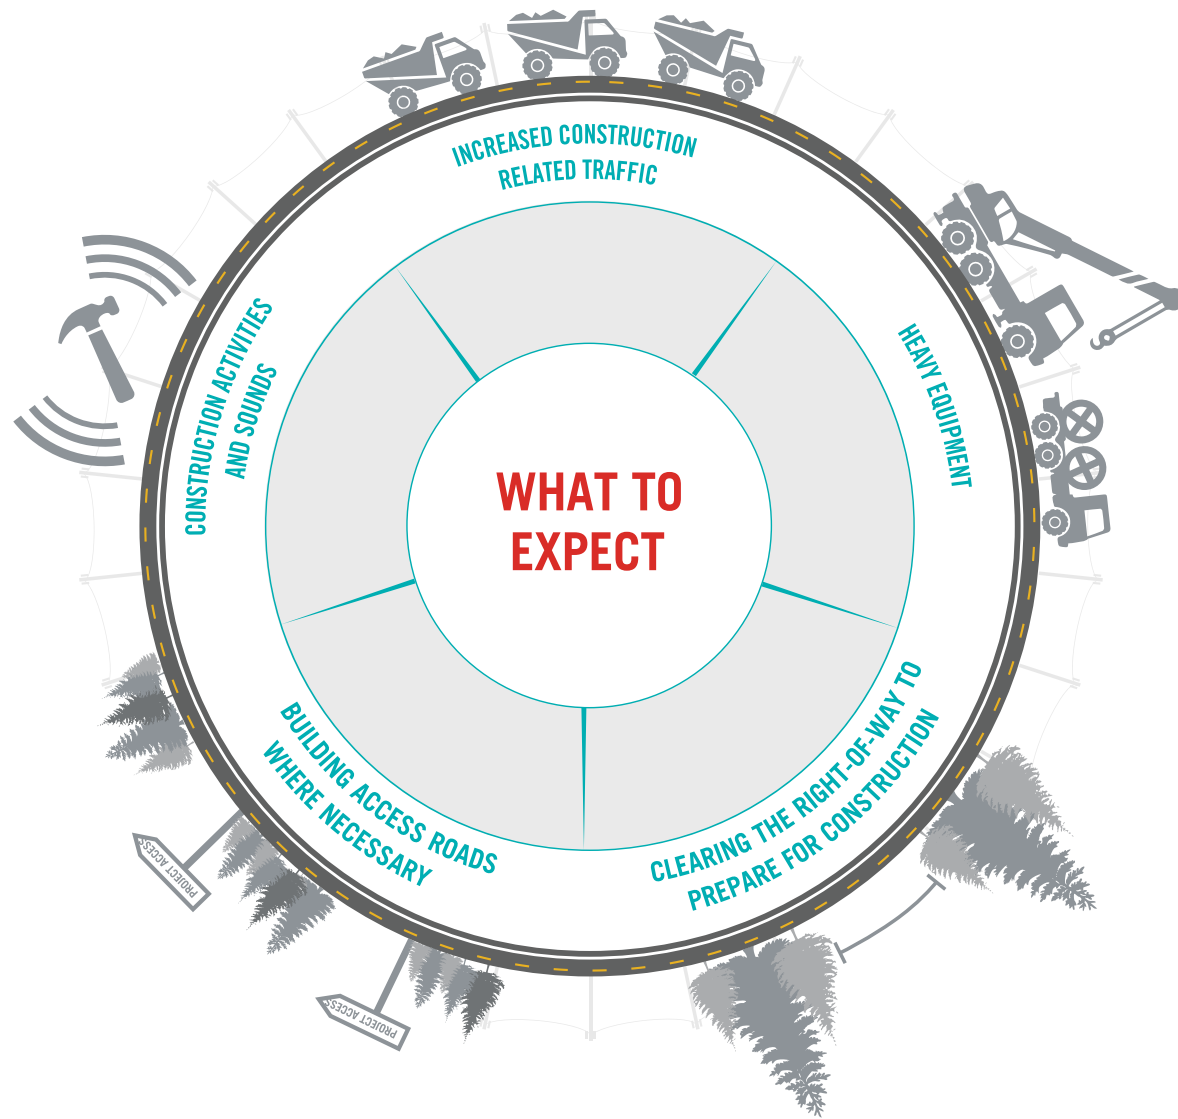 INCREASED CONSTRUCTION
RELATED TRAFFIC
HEAVY EQUIPMENT
CLEARING THE RIGHT-OF-WAY TO
PREPARE FOR CONSTRUCTION
BUILDING ACCESS ROADS
WHERE NECESSARY
CONSTRUCTION ACTIVITIES
AND SOUNDS
WHAT TO
EXPECT
PROJECT ACCESS
PROJECT ACCESS